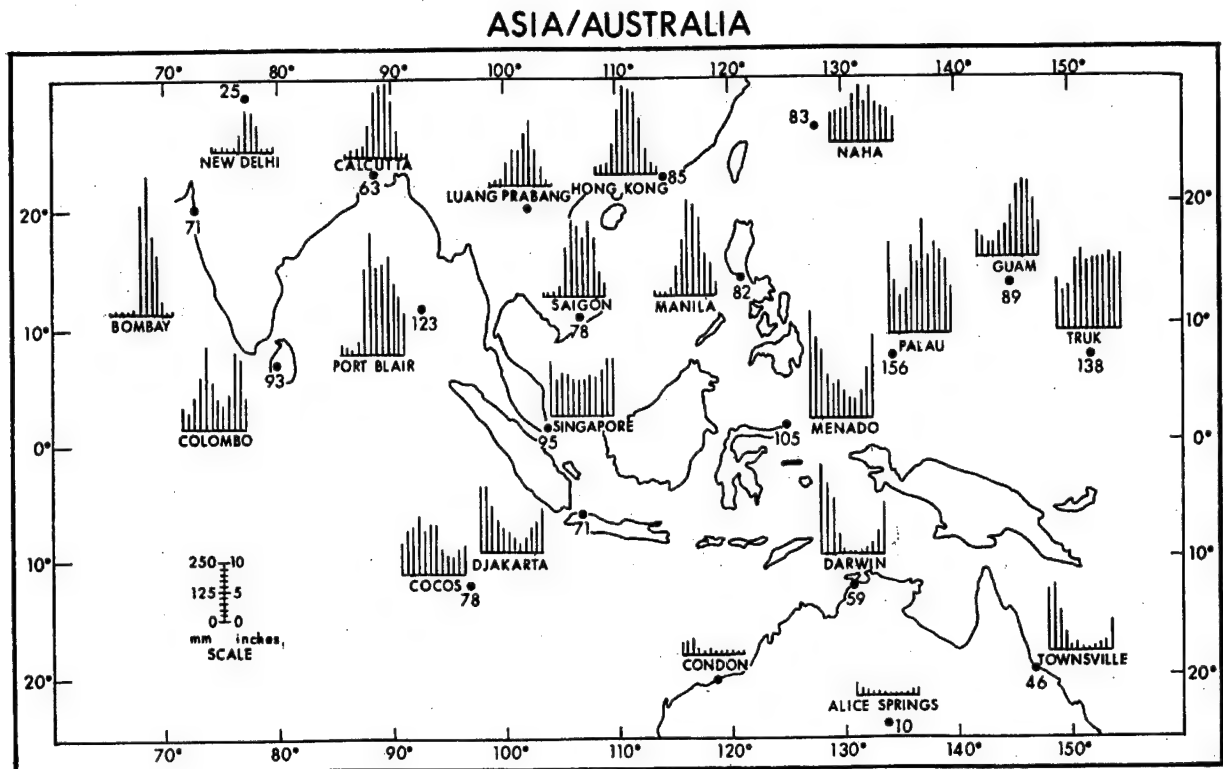 ASIA/AUSTRALIA
70° 80° 90° 100° 110° 120° 130° 140° 150°
25
NEW DELHI
CALCUTTA
63
LUANG PRABANG
HONG KONG
85
83
NAHA
20°
20°
71
BOMBAY
PORT BLAIR
123
SAIGON
78
MANILA
82
PALAU
156
GUAM
89
TRUK
138
10°
10°
93
COLOMBO
SINGAPORE
95
MENADO
105
0°
0°
DJAKARTA
71
COCOS
78
DARWIN
59
10°
10°
250 10
125 5
0 0
mm inches
SCALE
CONDON
TOWNSVILLE
46
20°
20°
ALICE SPRINGS
10
70° 80° 90° 100° 110° 120° 130° 140° 150°